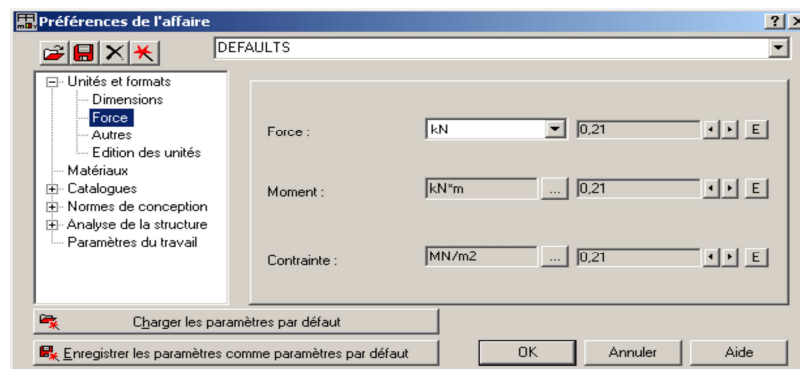 Préférences de l'affaire
DEFAULTS
Unités et formats
Dimensions
Force
Autres
Edition des unités
Matériaux
Catalogues
Normes de conception
Analyse de la structure
Paramètres du travail
Force :
kN
0,21
E
Moment :
kN*m
...
0,21
E
Contrainte :
MN/m2
...
0,21
E
Charger les paramètres par défaut
Enregistrer les paramètres comme paramètres par défaut
OK
Annuler
Aide